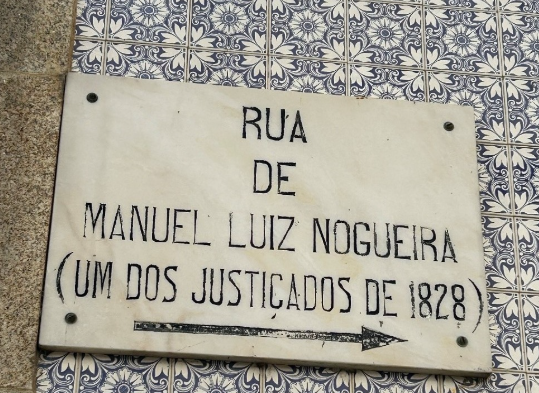 RUA
DE
MANUEL LUIZ NOGUEIRA
(UM DOS JUSTIÇADOS DE 1828)